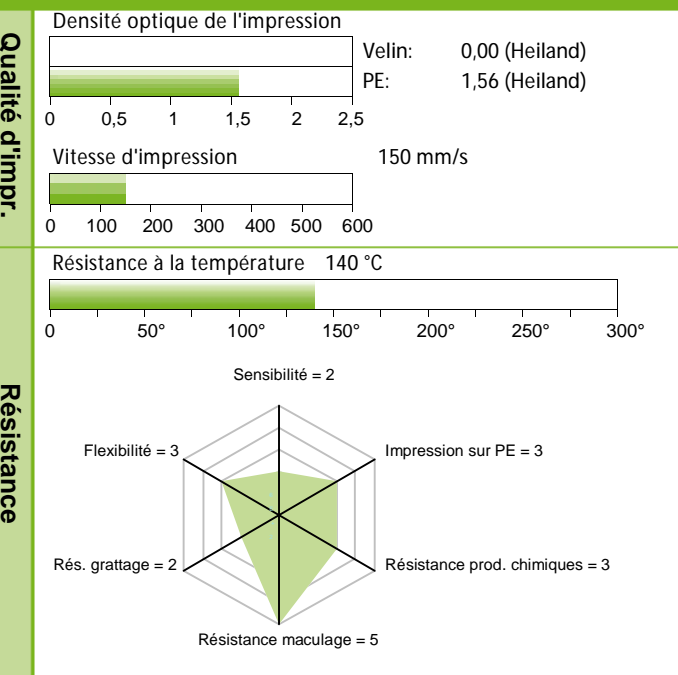 Qualité d'impr.
Densité optique de l'impression
Velin: 0,00 (Heiland)
PE: 1,56 (Heiland)
0 0,5 1 1,5 2 2,5
Vitesse d'impression 150 mm/s
0 100 200 300 400 500 600
Résistance
Résistance à la température 140 °C
0 50° 100° 150° 200° 250° 300°
Sensibilité = 2
Flexibilité = 3
Impression sur PE = 3
Rés. grattage = 2
Résistance prod. chimiques = 3
Résistance maculage = 5